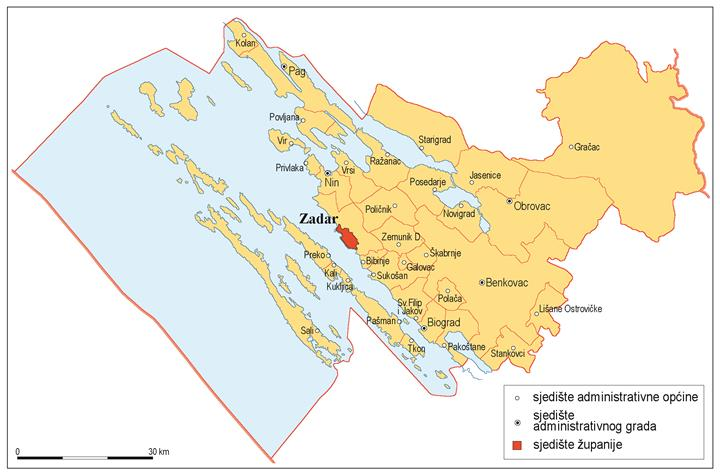 Kolan
Pag
Povljana
Vir
Privlaka
Nin
Vrsi
Ražanac
Starigrad
Gračac
Jasenice
Posedarje
Obrovac
Novigrad
Poličnik
Zadar
Zemunik D.
Škabrnje
Preko
Bibinje
Galovac
Kali
Sukošan
Kukljica
Benkovac
Polača
Sv.Filip
i Jakov
Lišane Ostrovičke
Pašman
Biograd
Sali
Tkon
Pakoštane
Stankovci
sjedište administrativne općine
sjedište
administrativnog grada
sjedište županije
0 30 km